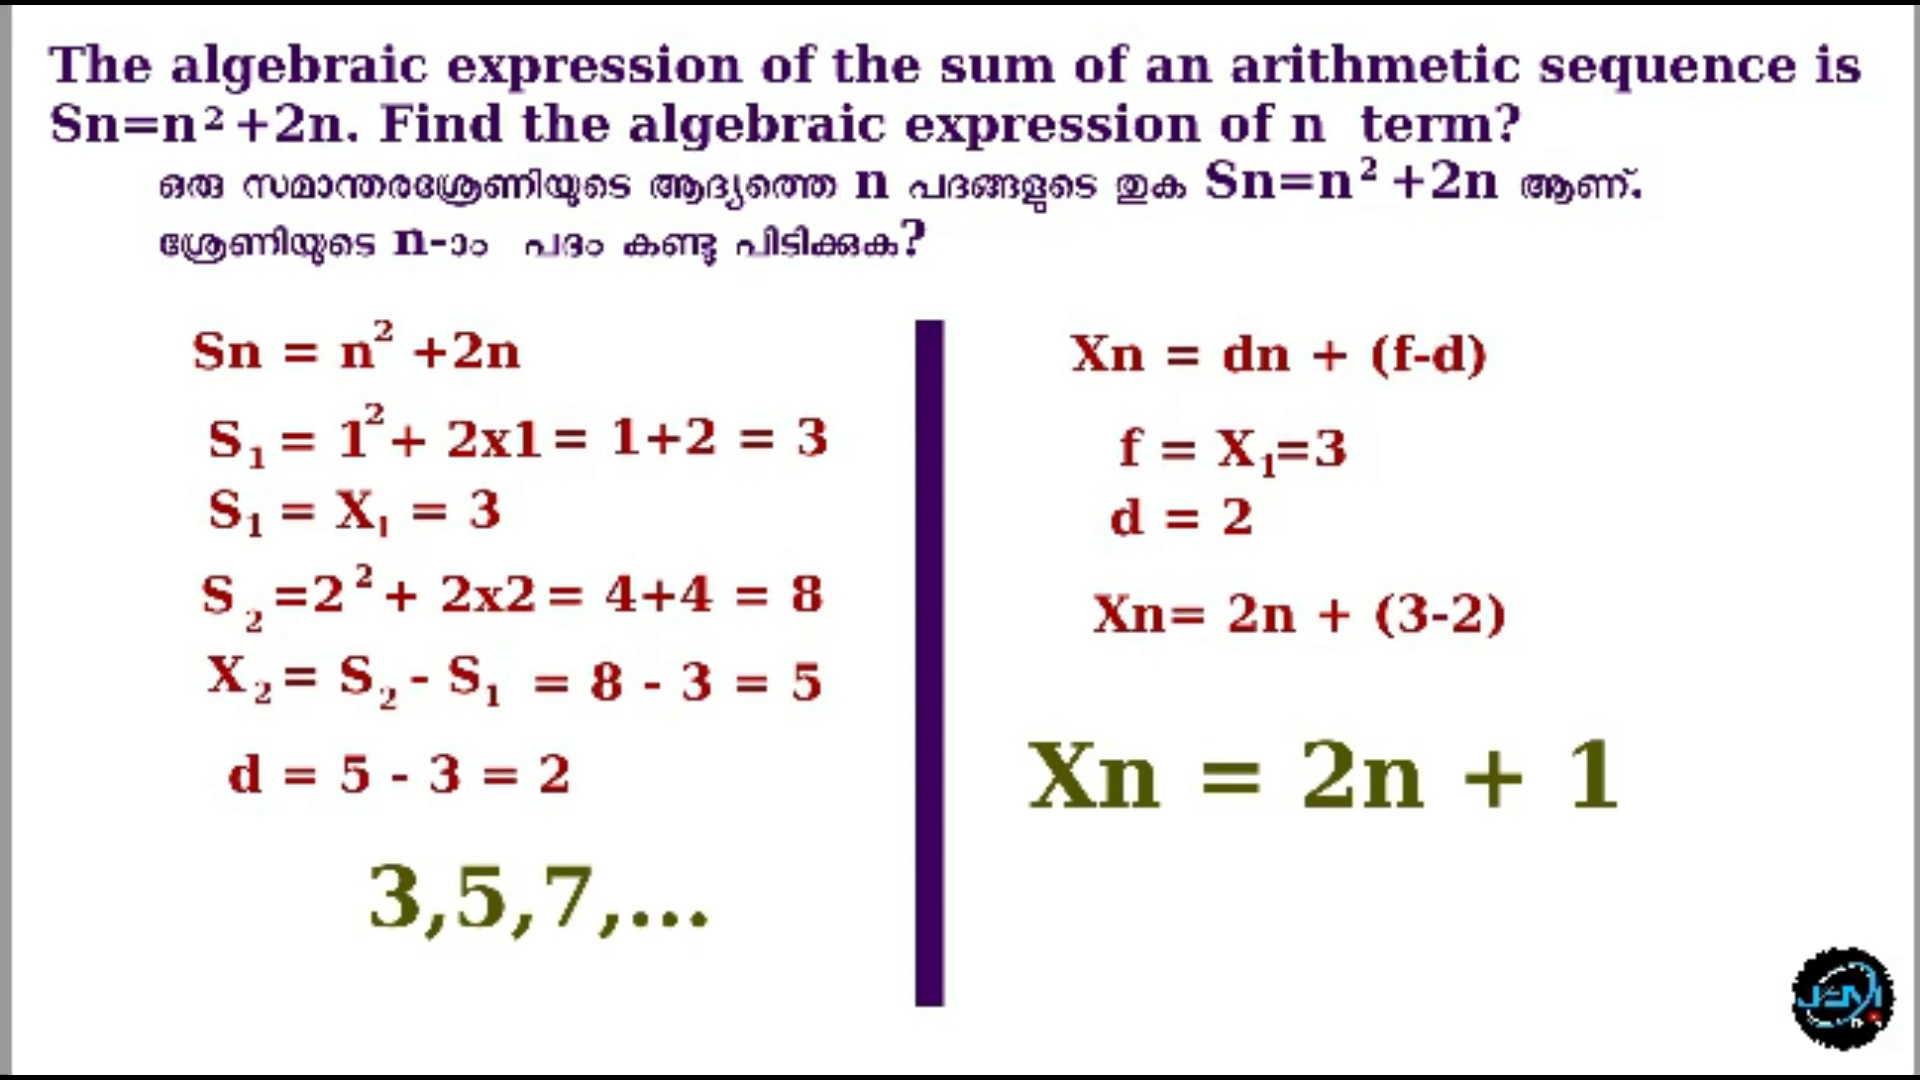 The algebraic expression of the sum of an arithmetic sequence is
Sn=n²+2n. Find the algebraic expression of n term?
ഒരു സമാന്തരശ്രേണിയുടെ ആദ്യത്തെ n പദങ്ങളുടെ തുക Sn=n²+2n ആണ്.
ശ്രേണിയുടെ n-ാം പദം കണ്ടു പിടിക്കുക?
Sn = n² +2n
S₁ = 1² + 2x1 = 1+2 = 3
S₁ = X₁ = 3
S₂ =2² + 2x2 = 4+4 = 8
X₂ = S₂ - S₁ = 8 - 3 = 5
d = 5 - 3 = 2
3,5,7,...
Xn = dn + (f-d)
f = X₁=3
d = 2
Xn= 2n + (3-2)
Xn = 2n + 1